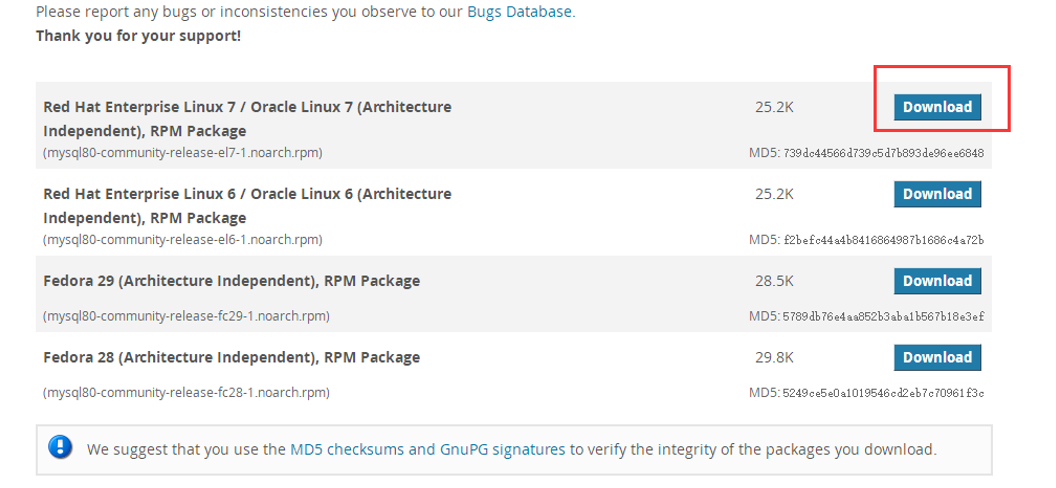 Please report any bugs or inconsistencies you observe to our Bugs Database.
Thank you for your support!
Red Hat Enterprise Linux 7 / Oracle Linux 7 (Architecture
Independent), RPM Package
25.2K
Download
(mysql80-community-release-el7-1.noarch.rpm)
MD5: 739dc44566d739c5d7b893de96ee6848
Red Hat Enterprise Linux 6 / Oracle Linux 6 (Architecture
Independent), RPM Package
25.2K
Download
(mysql80-community-release-el6-1.noarch.rpm)
MD5: f2befc44a4b8416864987b1686c4a72b
Fedora 29 (Architecture Independent), RPM Package
28.5K
Download
(mysql80-community-release-fc29-1.noarch.rpm)
MD5: 5789db76e4aa852b3aba1b567b18e3ef
Fedora 28 (Architecture Independent), RPM Package
29.8K
Download
(mysql80-community-release-fc28-1.noarch.rpm)
MD5: 5249ce5e0a1019546cd2eb7c70961f3c
We suggest that you use the MD5 checksums and GnuPG signatures to verify the integrity of the packages you download.